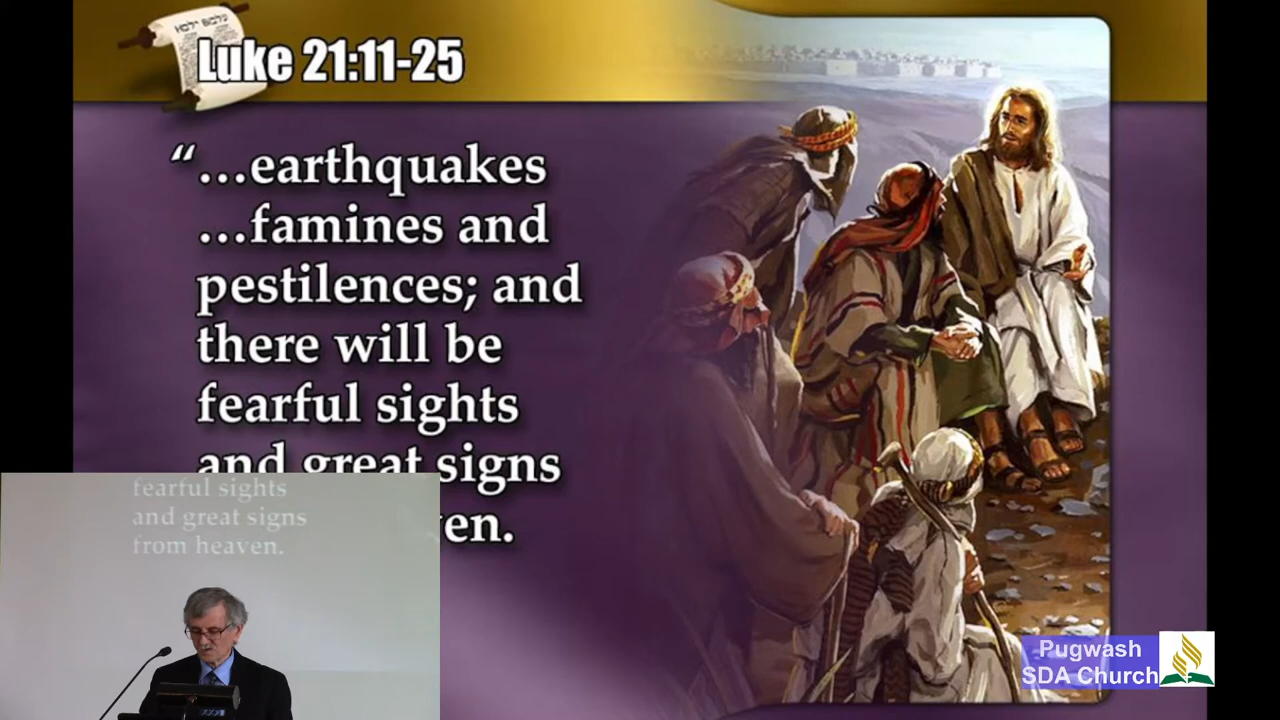 Luke 21:11-25
“…earthquakes
…famines and
pestilences; and
there will be
fearful sights
and great signs
ven.
fearful sights
and great signs
from heaven.
Pugwash
SDA Church